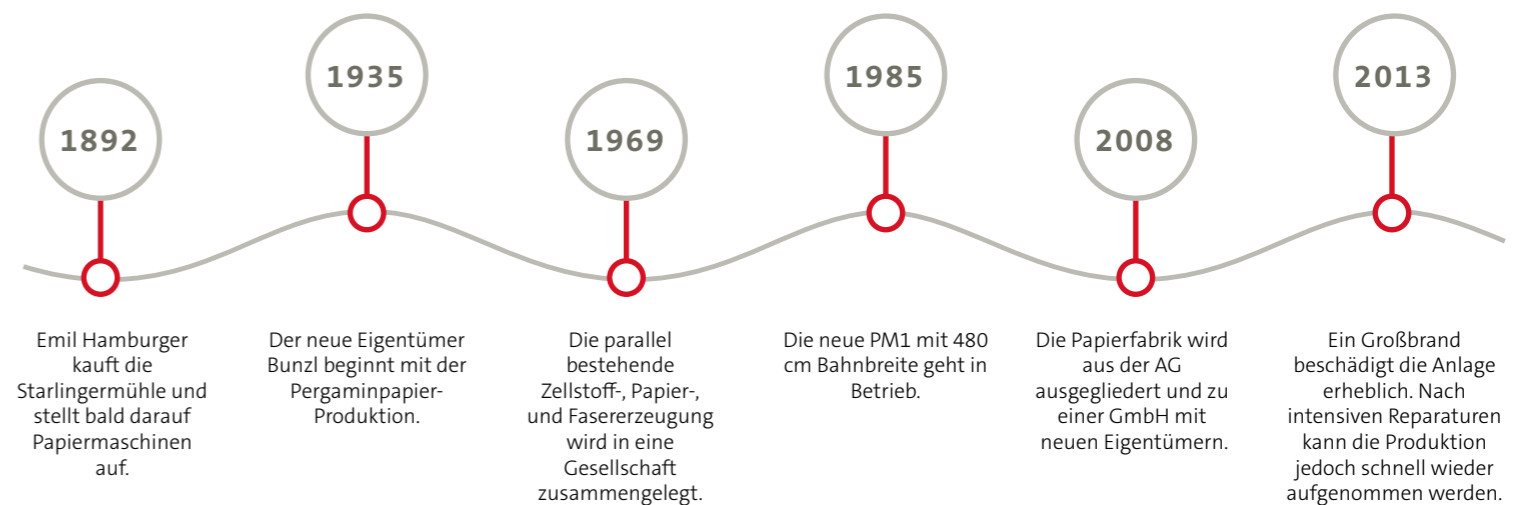 1892
Emil Hamburger
kauft die
Starlingermühle und
stellt bald darauf
Papiermaschinen
auf.
1935
Der neue Eigentümer
Bunzl beginnt mit der
Pergaminpapier-
Produktion.
1969
Die parallel
bestehende
Zellstoff-, Papier-,
und Fasererzeugung
wird in eine
Gesellschaft
zusammengelegt.
1985
Die neue PM1 mit 480
cm Bahnbreite geht in
Betrieb.
2008
Die Papierfabrik wird
aus der AG
ausgegliedert und zu
einer GmbH mit
neuen Eigentümern.
2013
Ein Großbrand
beschädigt die Anlage
erheblich. Nach
intensiven Reparaturen
kann die Produktion
jedoch schnell wieder
aufgenommen werden.